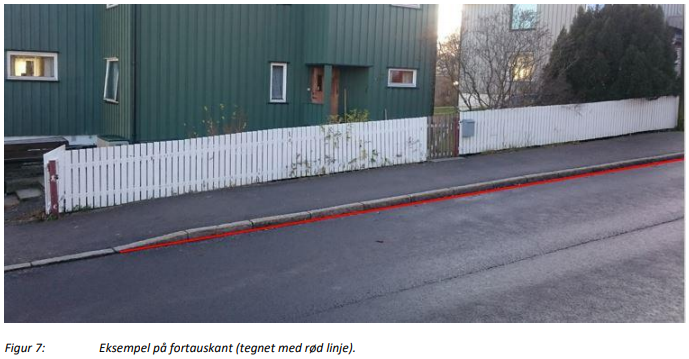 Figur 7: Eksempel på fortauskant (tegnet med rød linje).